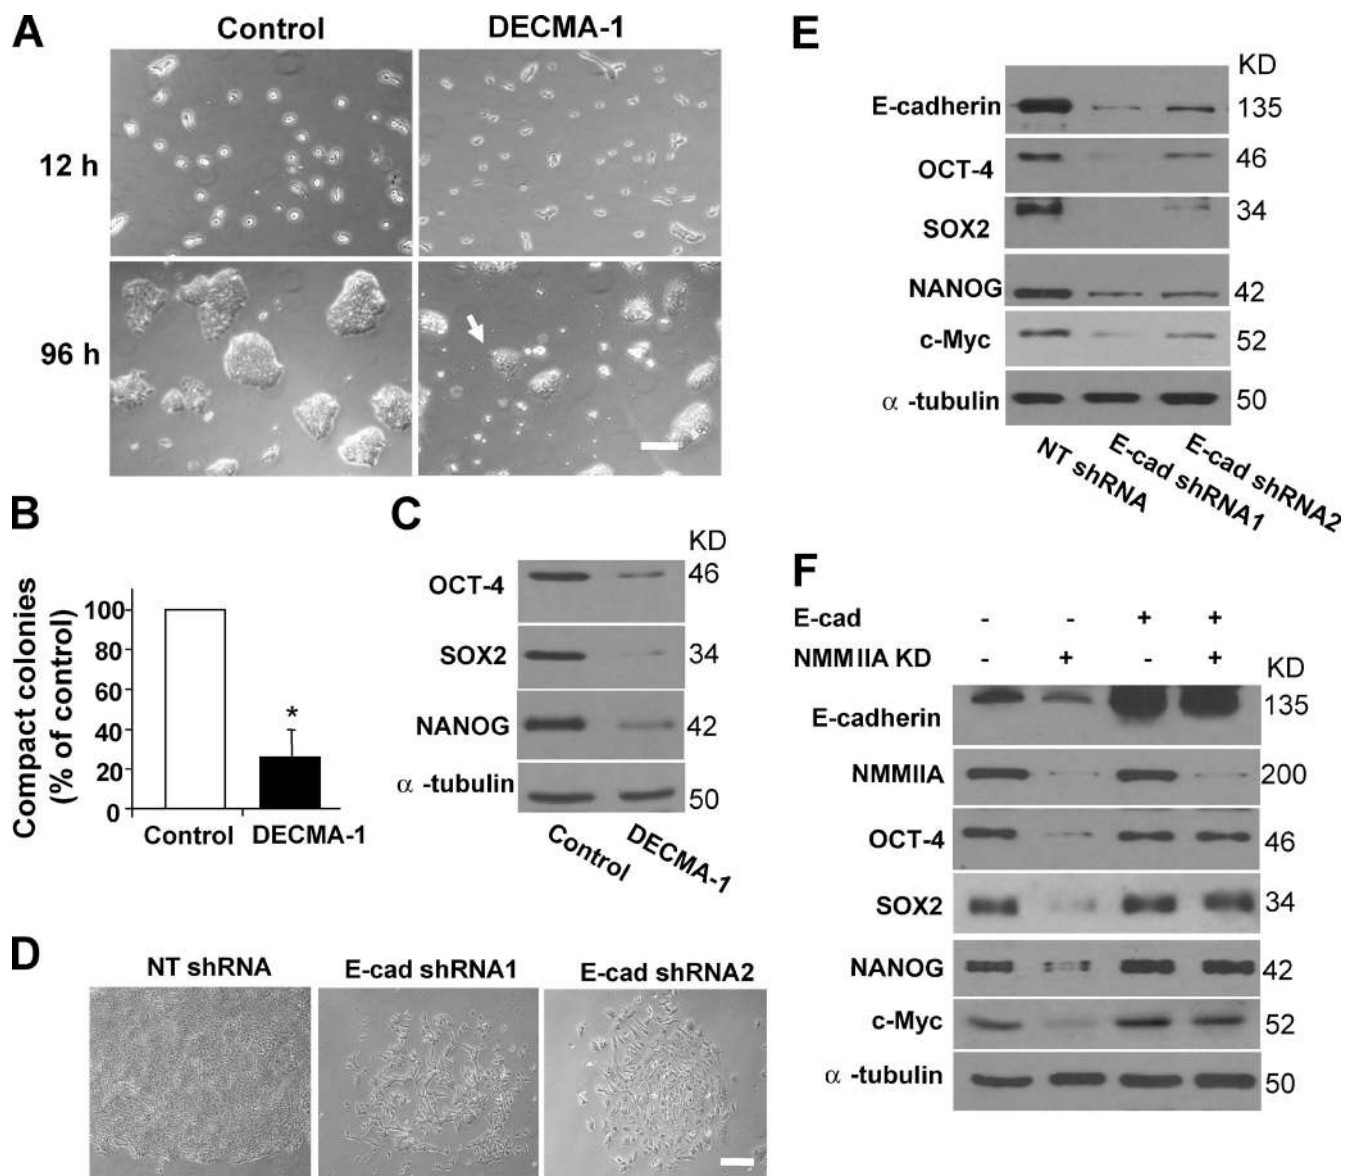 A
Control
DECMA-1
12 h
96 h
B
Compact colonies
(% of control)
100
80
60
40
20
0
*
Control
DECMA-1
C
KD
OCT-4
46
SOX2
34
NANOG
42
α -tubulin
50
Control
DECMA-1
D
NT shRNA
E-cad shRNA1
E-cad shRNA2
E
KD
E-cadherin
135
OCT-4
46
SOX2
34
NANOG
42
c-Myc
52
α -tubulin
50
NT shRNA
E-cad shRNA1
E-cad shRNA2
F
E-cad - - + +
NMMIIA KD - + - +
KD
E-cadherin
135
NMMIIA
200
OCT-4
46
SOX2
34
NANOG
42
c-Myc
52
α -tubulin
50